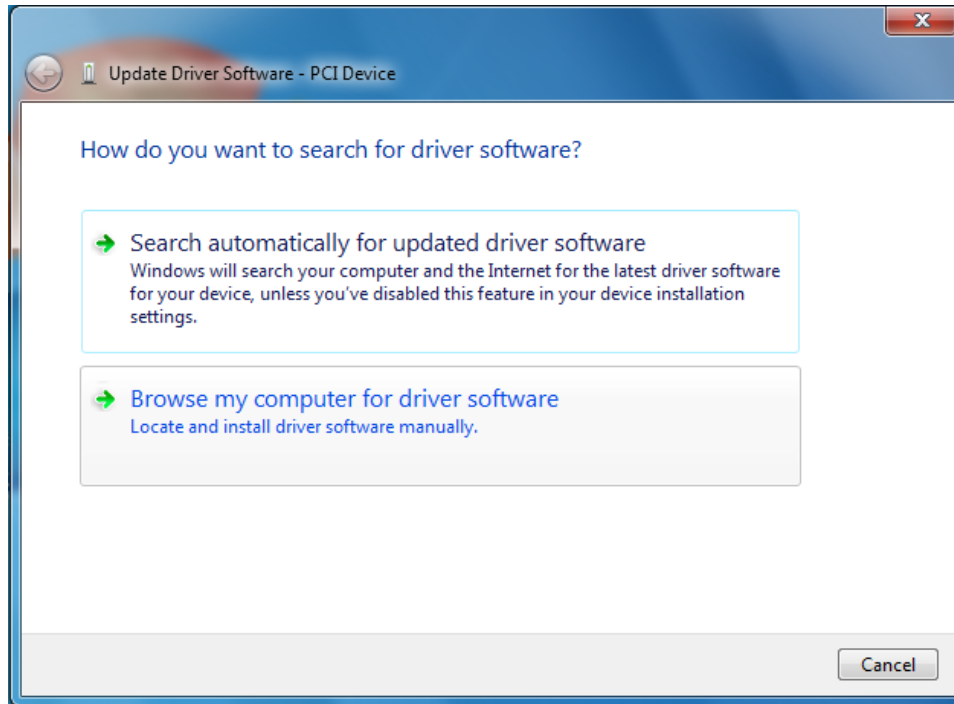 x
Update Driver Software - PCI Device
How do you want to search for driver software?
Search automatically for updated driver software
Windows will search your computer and the Internet for the latest driver software
for your device, unless you've disabled this feature in your device installation
settings.
Browse my computer for driver software
Locate and install driver software manually.
Cancel